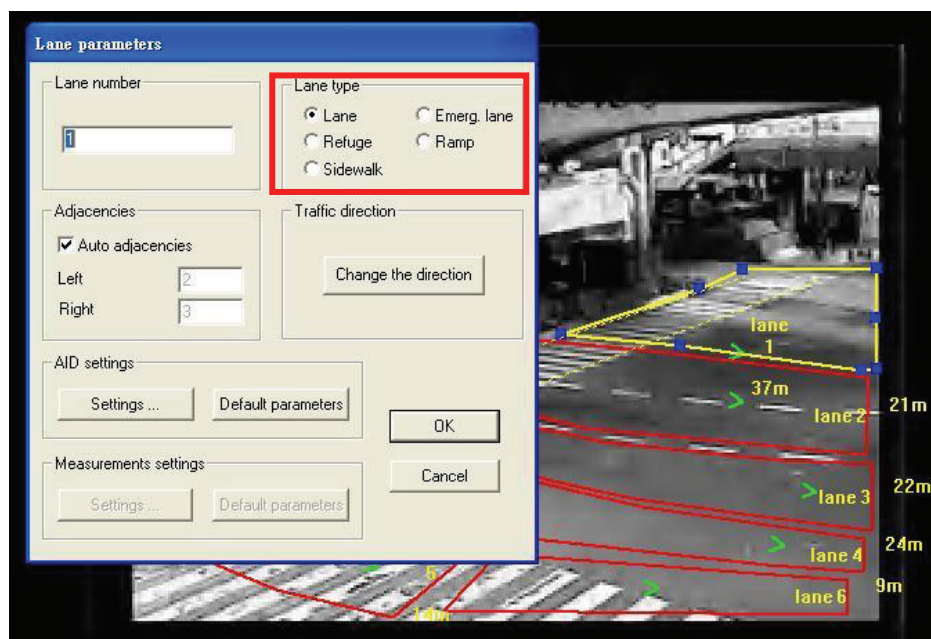 Lane parameters
Lane number
1
Lane type
Lane
Emerg. lane
Refuge
Ramp
Sidewalk
Adjacencies
Auto adjacencies
Left
2
Right
3
Traffic direction
Change the direction
AID settings
Settings ...
Default parameters
OK
Cancel
Measurements settings
Settings ...
Default parameters
lane
1
37m
lane 2
21m
lane 3
22m
lane 4
24m
5
14m
lane 6
9m